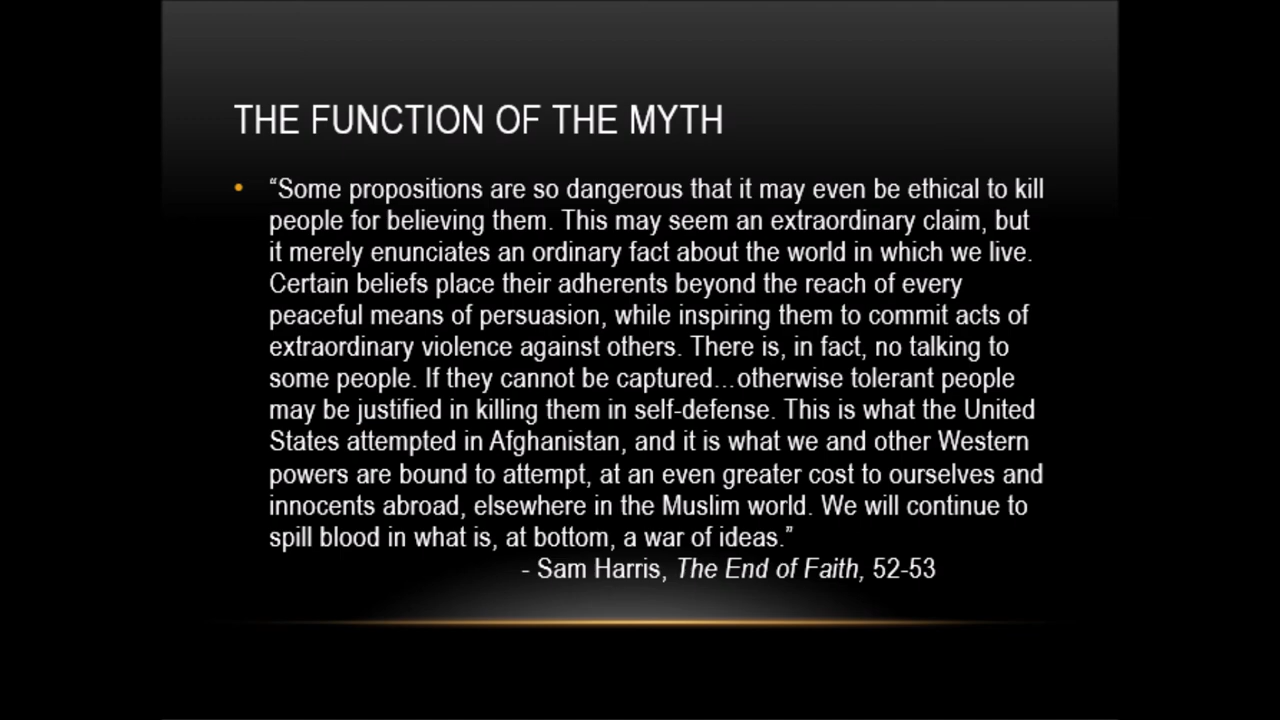 THE FUNCTION OF THE MYTH
• “Some propositions are so dangerous that it may even be ethical to kill
people for believing them. This may seem an extraordinary claim, but
it merely enunciates an ordinary fact about the world in which we live.
Certain beliefs place their adherents beyond the reach of every
peaceful means of persuasion, while inspiring them to commit acts of
extraordinary violence against others. There is, in fact, no talking to
some people. If they cannot be captured...otherwise tolerant people
may be justified in killing them in self-defense. This is what the United
States attempted in Afghanistan, and it is what we and other Western
powers are bound to attempt, at an even greater cost to ourselves and
innocents abroad, elsewhere in the Muslim world. We will continue to
spill blood in what is, at bottom, a war of ideas.”
- Sam Harris, The End of Faith, 52-53